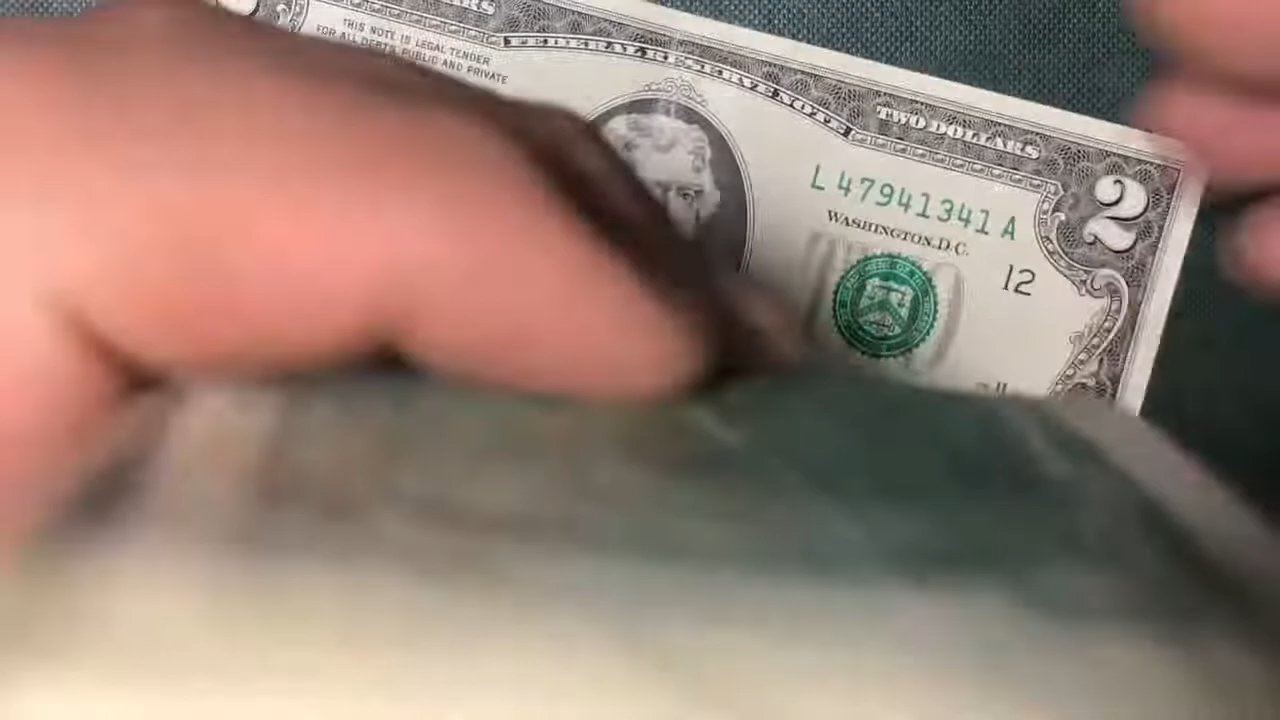 THIS NOTE IS LEGAL TENDER
FOR ALL DEBTS, PUBLIC AND PRIVATE
FEDERAL RESERVE NOTE
TWO DOLLARS
2
L 47941341 A
WASHINGTON, D.C.
12